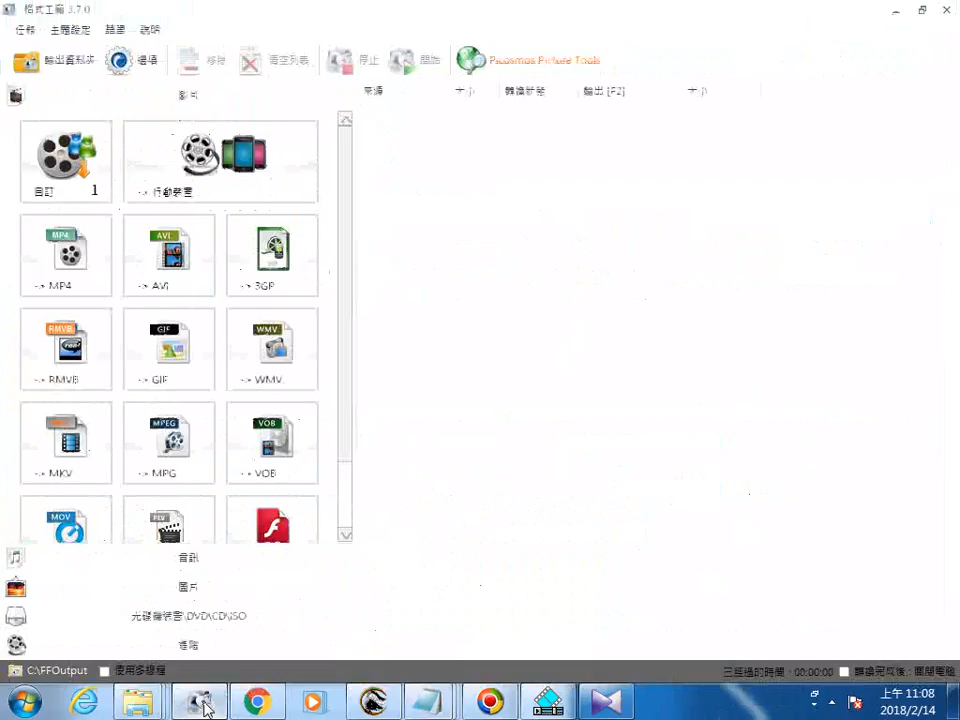 格式工廠 3.7.0
任務 主題設定 語言 說明
輸出資料夾 選項 移除 清空列表 停止 開始 Picosmos Picture Tools
影片 來源 大小 轉換狀態 輸出 [F2] 大小
自訂 1 -> 行動裝置
MP4 AVI
-> MP4 -> AVI -> 3GP
RMVB GIF WMV
-> RMVB -> GIF -> WMV
MPEG VOB
-> MKV -> MPG -> VOB
MOV FLV
音訊
圖片
光碟機裝置\DVD\CD\ISO
進階
C:\FFOutput 使用多線程 已經過的時間 : 00:00:00 轉換完成後: 關閉電腦
上午 11:08
2018/2/14